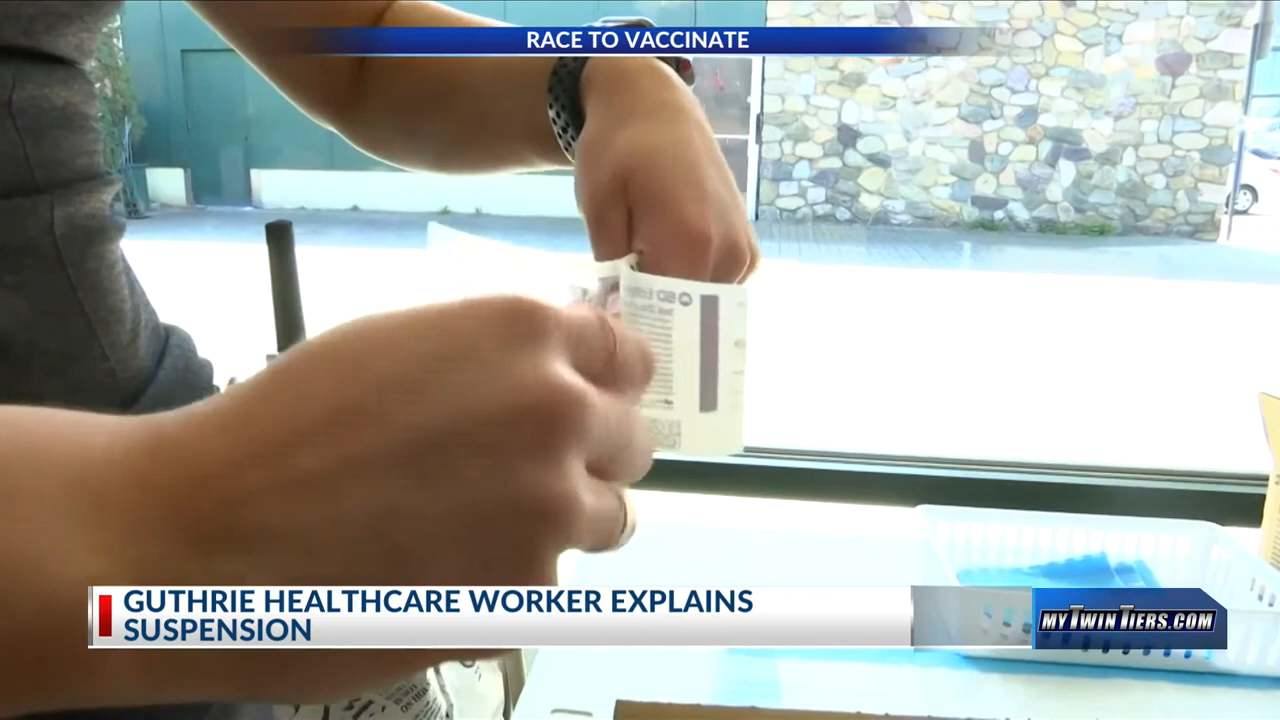 RACE TO VACCINATE
GUTHRIE HEALTHCARE WORKER EXPLAINS
SUSPENSION
MYTWINTIERS.COM